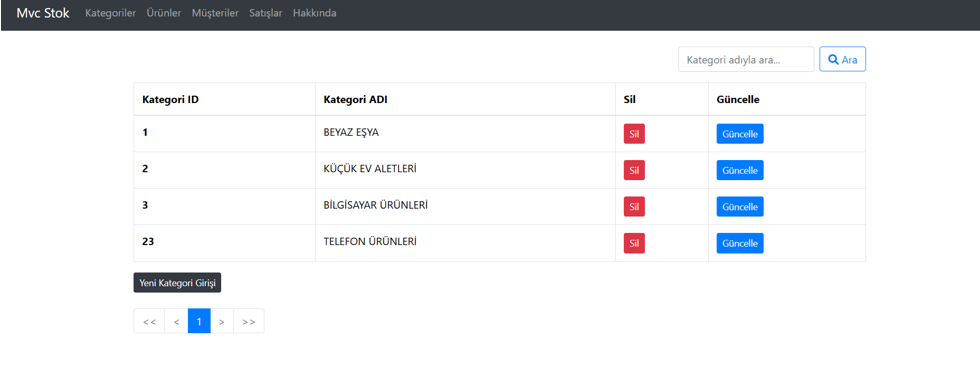 Mvc Stok Kategoriler Ürünler Müşteriler Satışlar Hakkında
Kategori adıyla ara... Ara
Kategori ID Kategori ADI Sil Güncelle
1 BEYAZ EŞYA Sil Güncelle
2 KÜÇÜK EV ALETLERİ Sil Güncelle
3 BİLGİSAYAR ÜRÜNLERİ Sil Güncelle
23 TELEFON ÜRÜNLERİ Sil Güncelle
Yeni Kategori Girişi
<< < 1 > >>